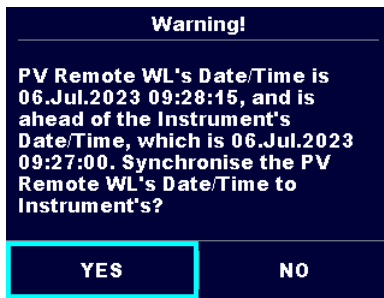 Warning!
PV Remote WL's Date/Time is
06.Jul.2023 09:28:15, and is
ahead of the Instrument's
Date/Time, which is 06.Jul.2023
09:27:00. Synchronise the PV
Remote WL's Date/Time to
Instrument's?
YES
NO